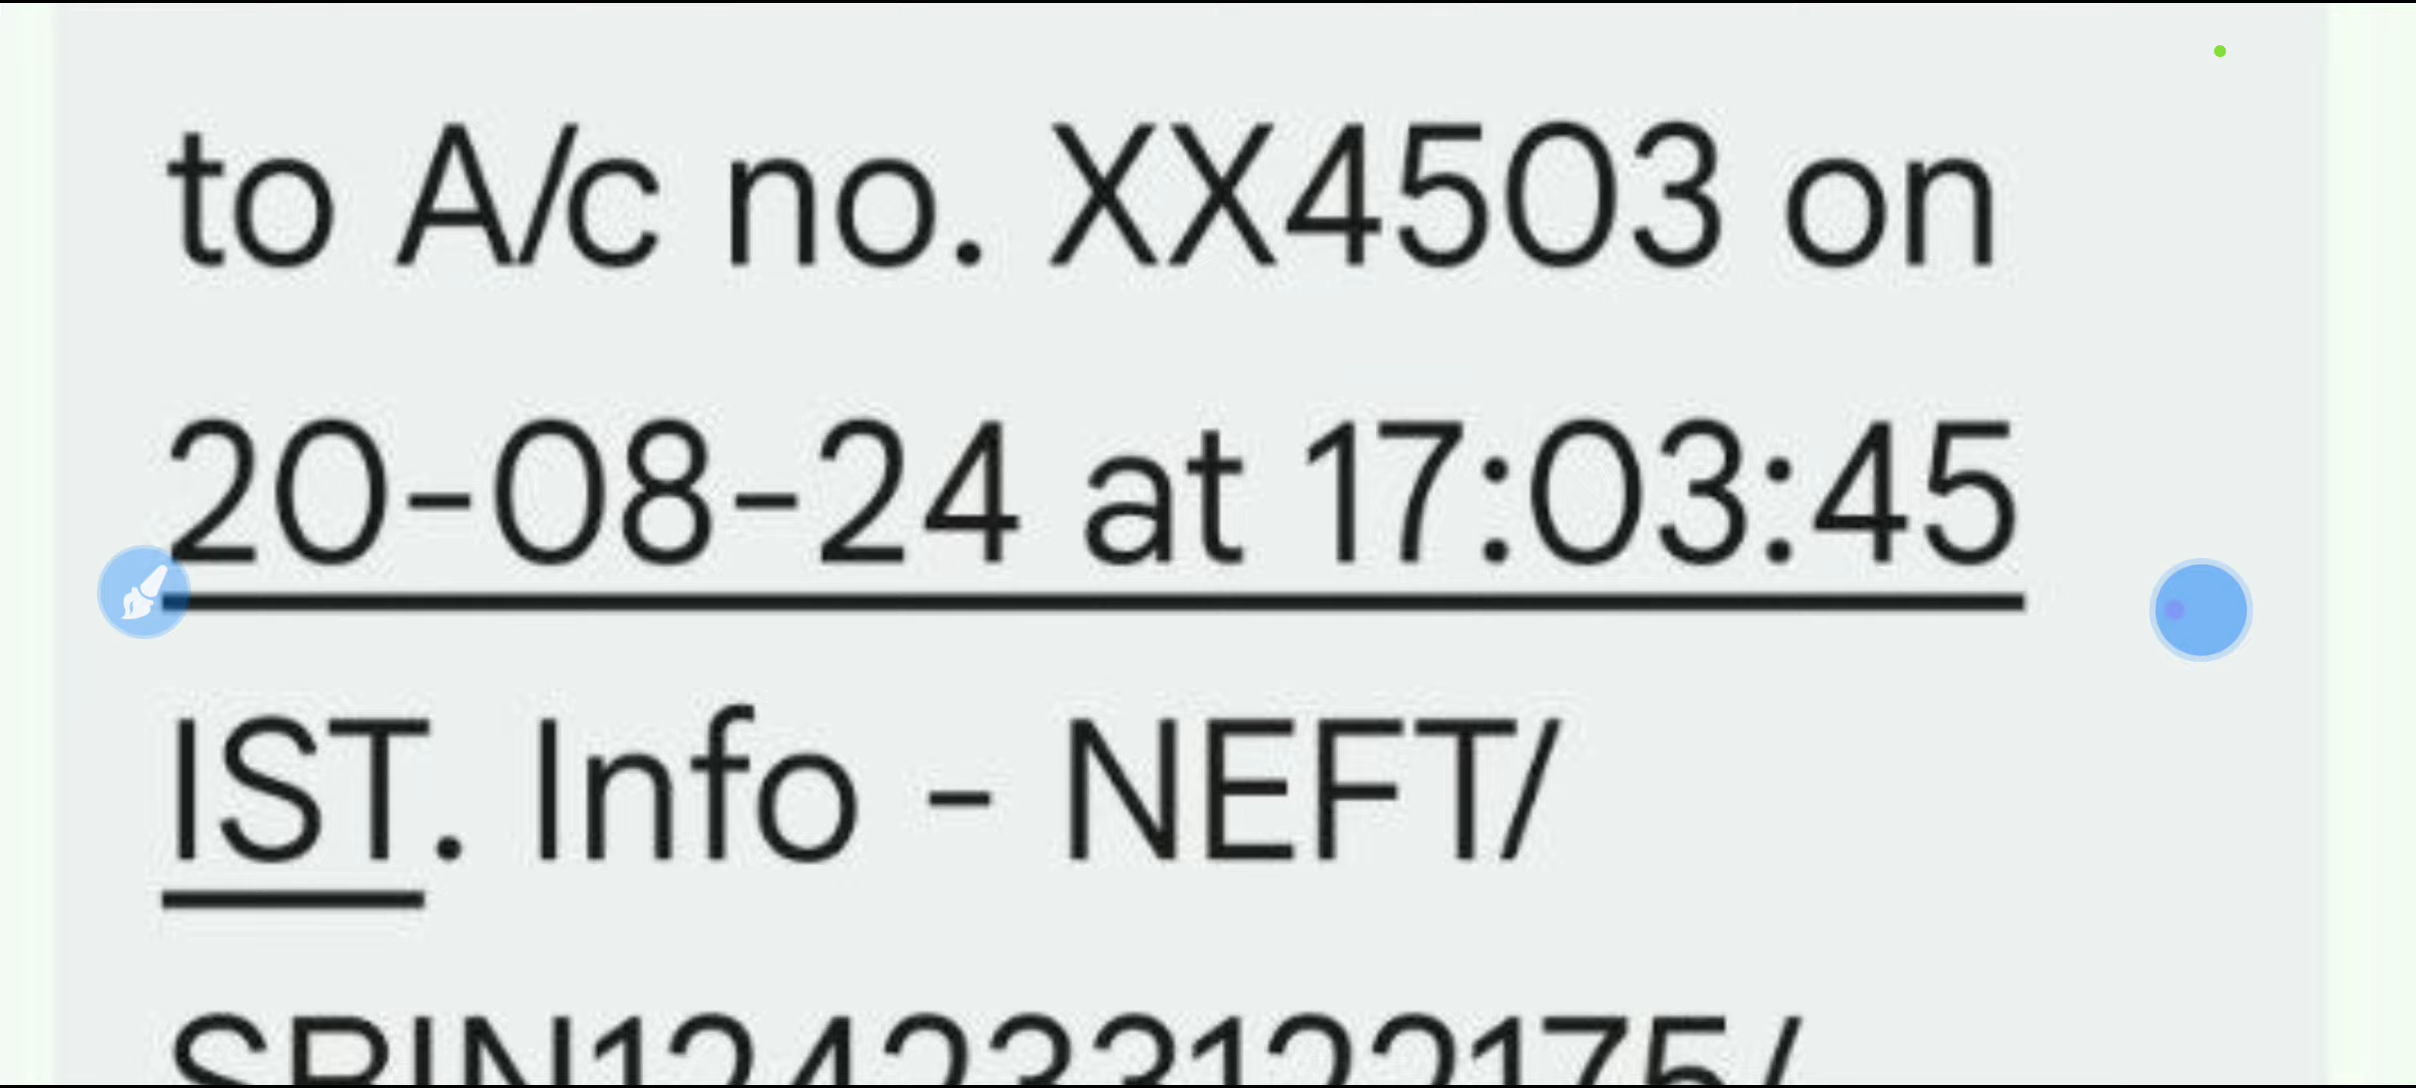 to A/c no. XX4503 on
20-08-24 at 17:03:45
IST. Info - NEFT/